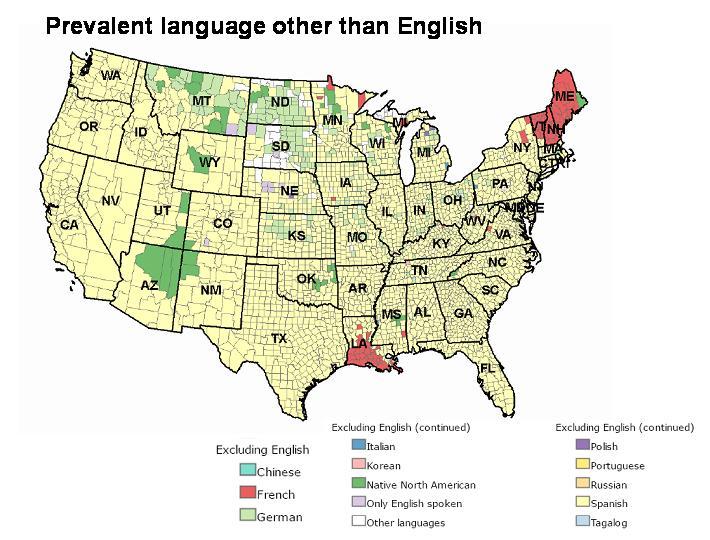 Prevalent language other than English
WA
MT
ND
MN
ME
OR
ID
SD
WI
MI
MI
VT
NH
NY
MA
CT
RI
WY
IA
NE
PA
NJ
NV
UT
CO
IL
IN
OH
WV
DE
CA
KS
MO
KY
VA
AZ
NM
OK
AR
TN
NC
SC
MS
AL
GA
TX
LA
FL
Excluding English
Chinese
French
German
Excluding English (continued)
Italian
Korean
Native North American
Only English spoken
Other languages
Excluding English (continued)
Polish
Portuguese
Russian
Spanish
Tagalog